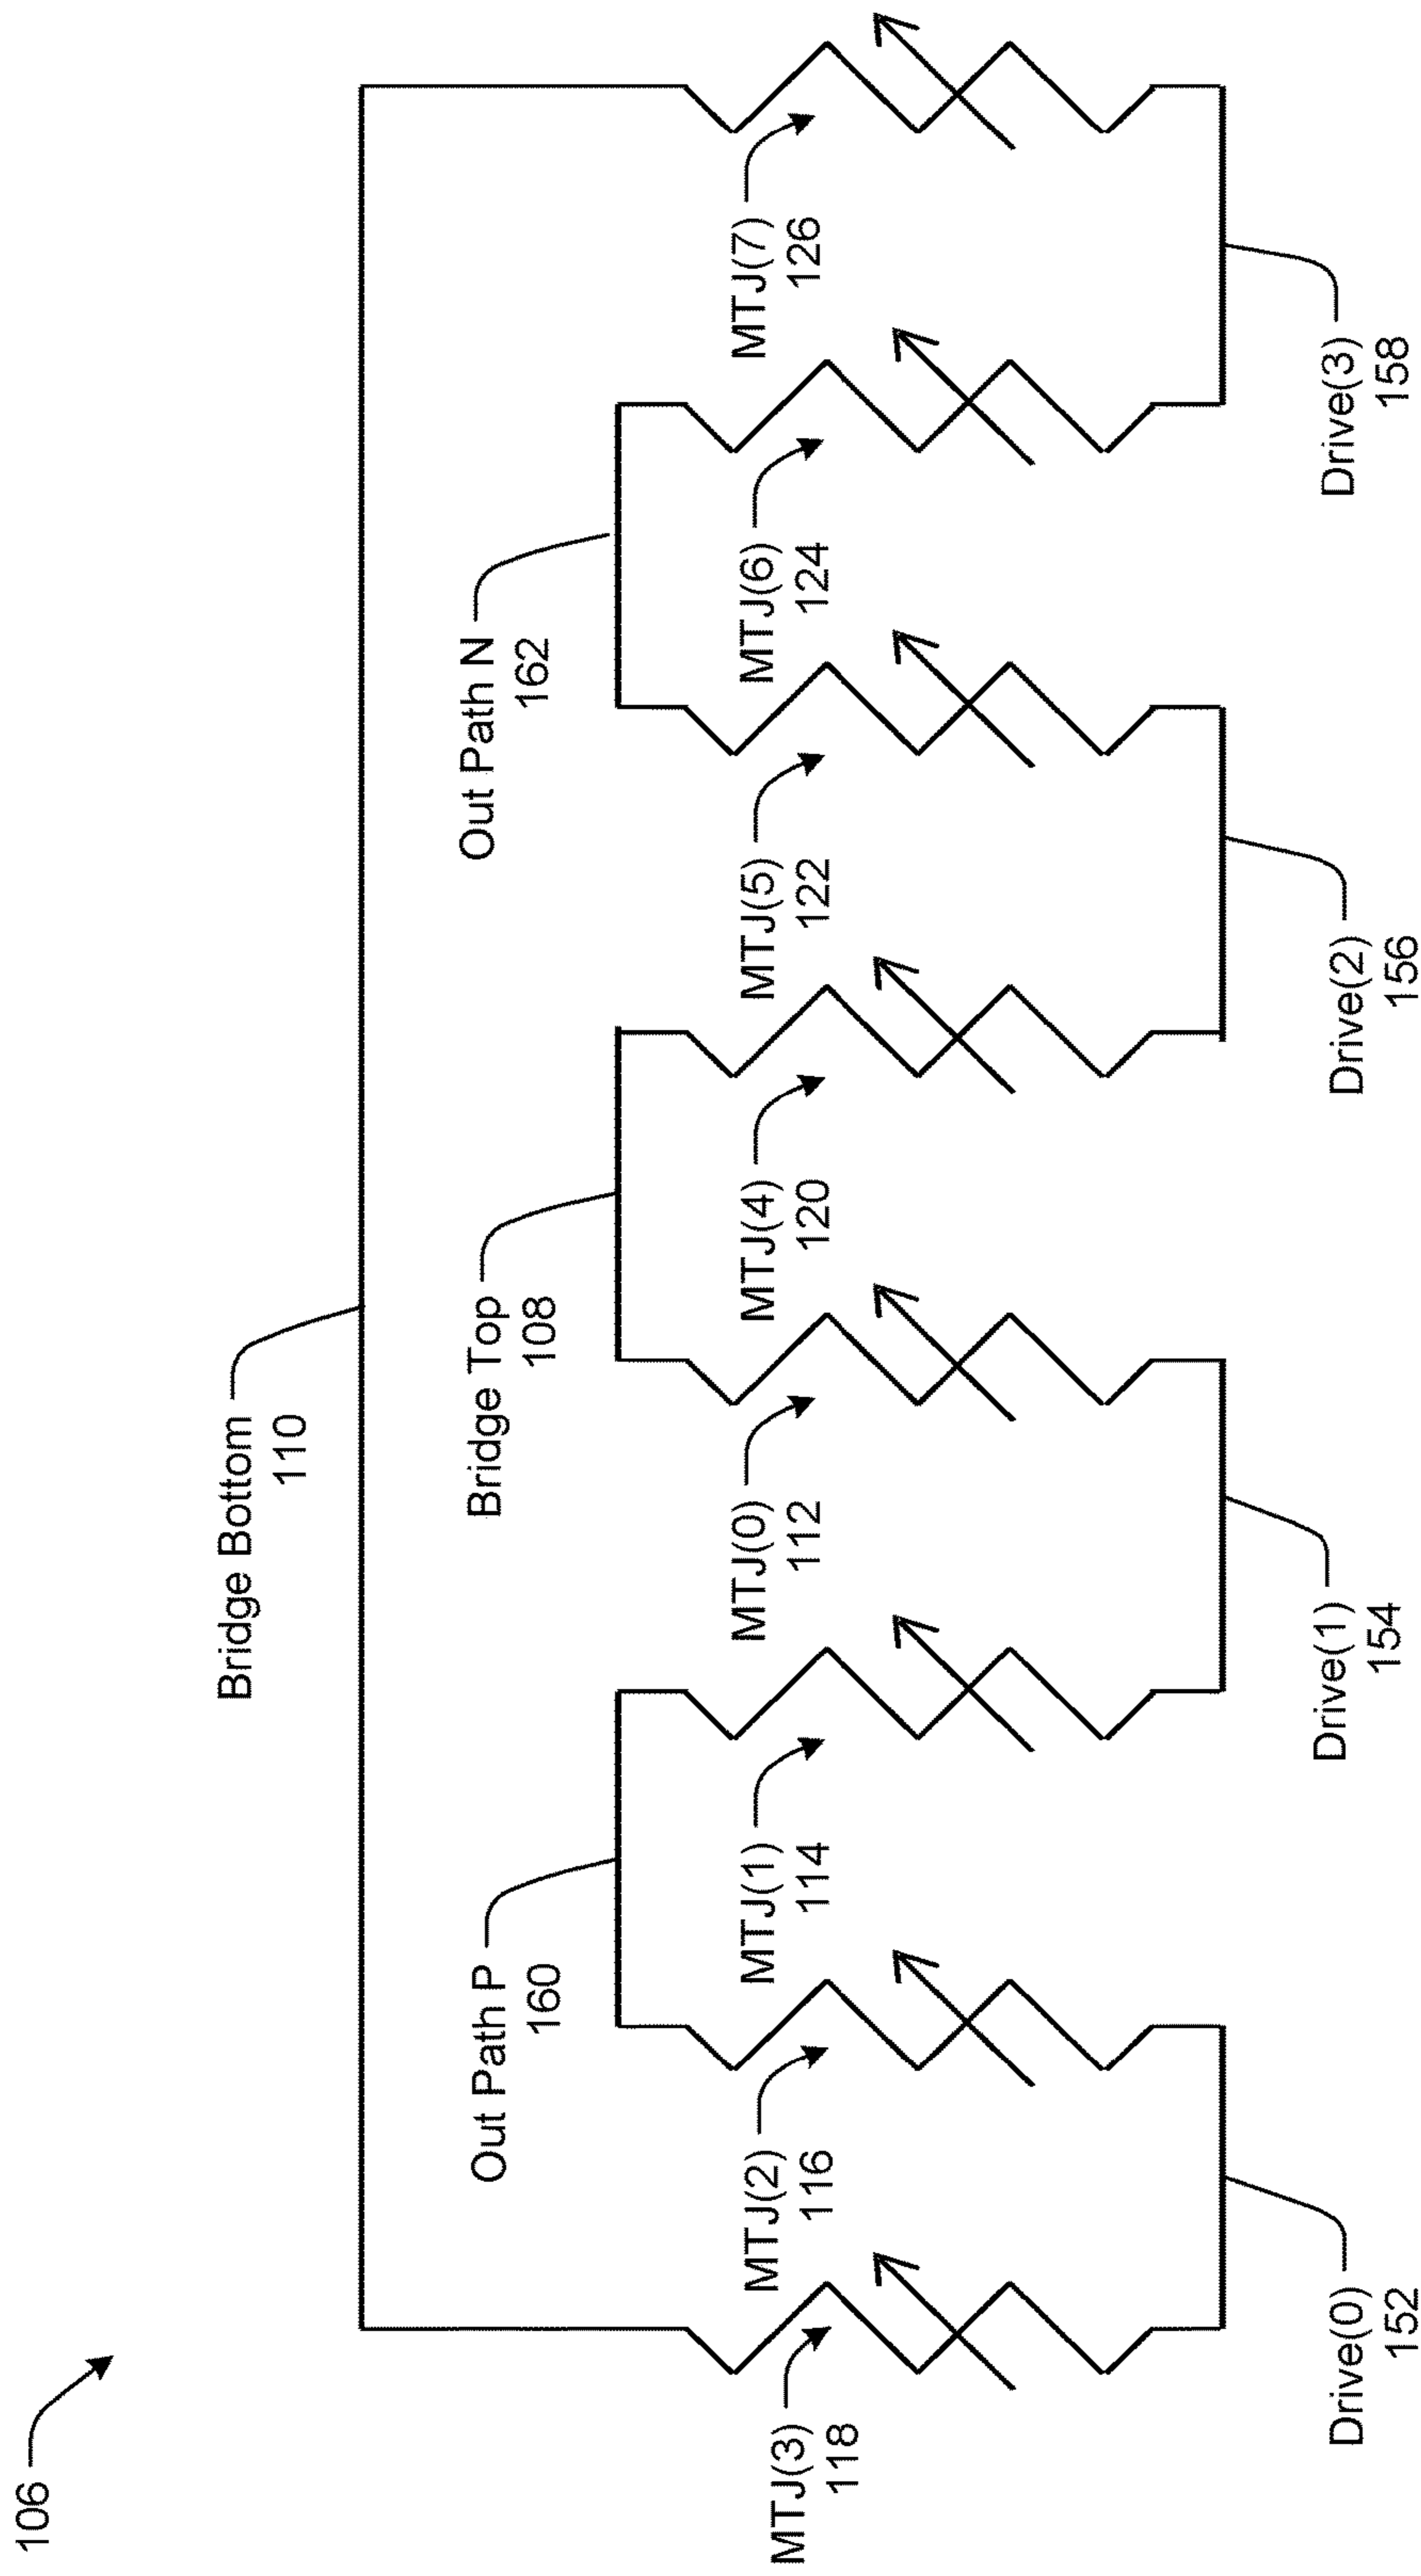 106
Bridge Bottom
110
Out Path P
160
Bridge Top
108
Out Path N
162
MTJ(3)
118
MTJ(2)
116
MTJ(1)
114
MTJ(0)
112
MTJ(4)
120
MTJ(5)
122
MTJ(6)
124
MTJ(7)
126
Drive(0)
152
Drive(1)
154
Drive(2)
156
Drive(3)
158